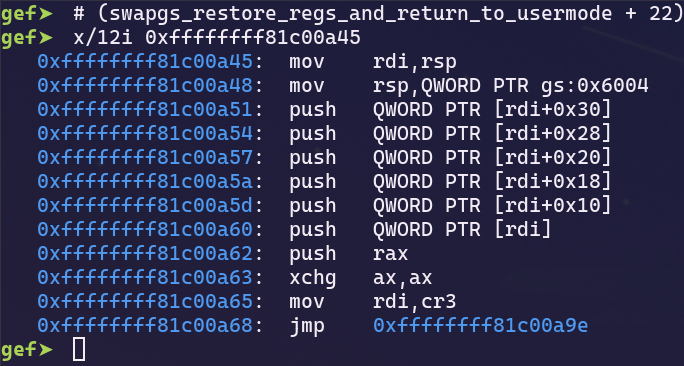 gef➤  # (swapgs_restore_regs_and_return_to_usermode + 22)
gef➤  x/12i 0xffffffff81c00a45
   0xffffffff81c00a45:  mov    rdi,rsp
   0xffffffff81c00a48:  mov    rsp,QWORD PTR gs:0x6004
   0xffffffff81c00a51:  push   QWORD PTR [rdi+0x30]
   0xffffffff81c00a54:  push   QWORD PTR [rdi+0x28]
   0xffffffff81c00a57:  push   QWORD PTR [rdi+0x20]
   0xffffffff81c00a5a:  push   QWORD PTR [rdi+0x18]
   0xffffffff81c00a5d:  push   QWORD PTR [rdi+0x10]
   0xffffffff81c00a60:  push   QWORD PTR [rdi]
   0xffffffff81c00a62:  push   rax
   0xffffffff81c00a63:  xchg   ax,ax
   0xffffffff81c00a65:  mov    rdi,cr3
   0xffffffff81c00a68:  jmp    0xffffffff81c00a9e
gef➤